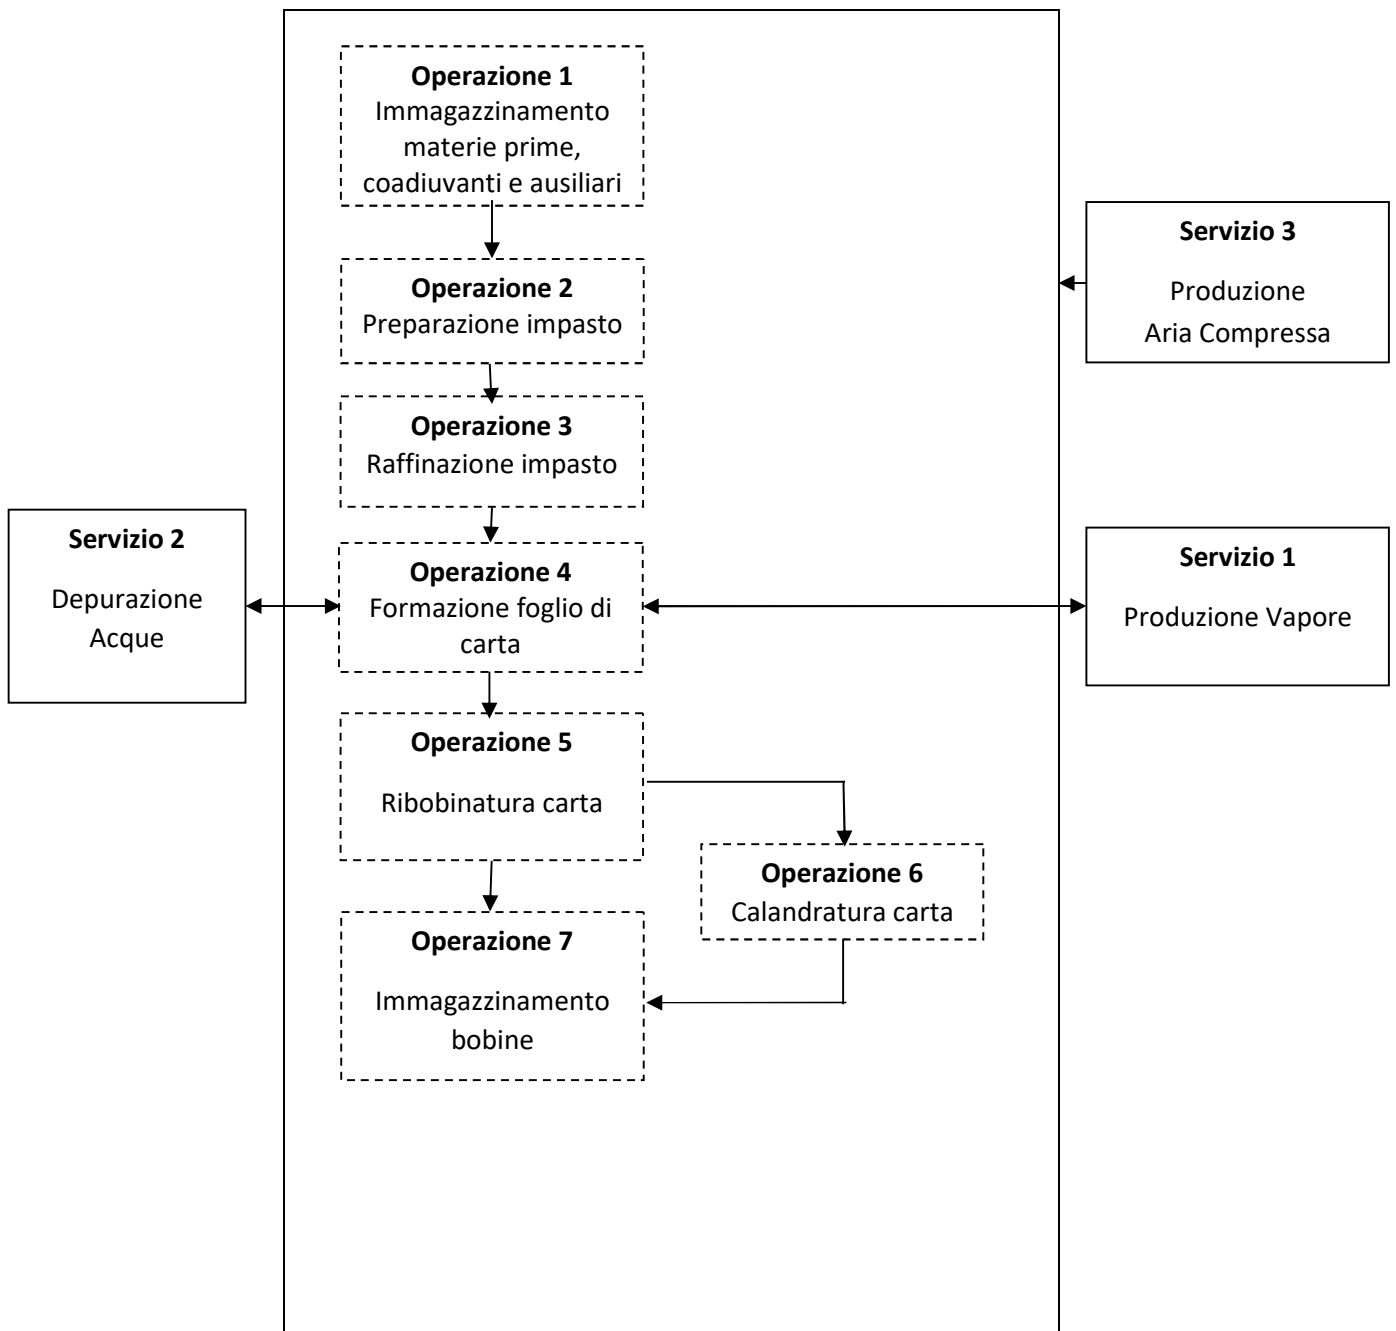 Operazione 1
Immagazzinamento
materie prime,
coadiuvanti e ausiliari
Servizio 3
Produzione
Aria Compressa
Operazione 2
Preparazione impasto
Operazione 3
Raffinazione impasto
Servizio 2
Depurazione
Acque
Operazione 4
Formazione foglio di
carta
Servizio 1
Produzione Vapore
Operazione 5
Ribobinatura carta
Operazione 6
Calandratura carta
Operazione 7
Immagazzinamento
bobine